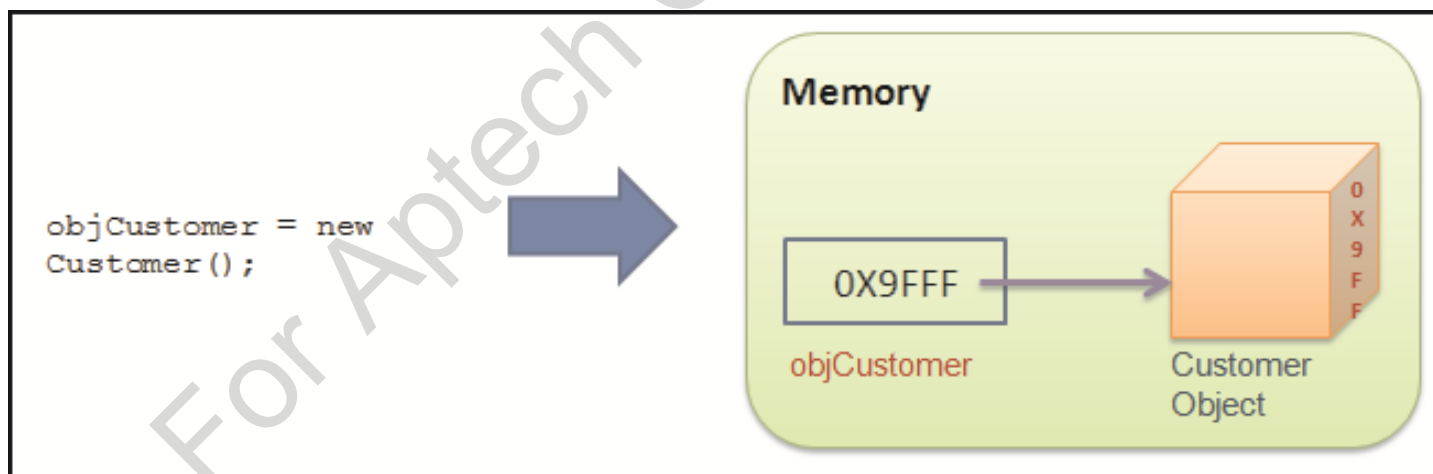 For Aptech
objCustomer = new
Customer();
Memory
0X9FFF
objCustomer
0
X
9
F
F
Customer
Object